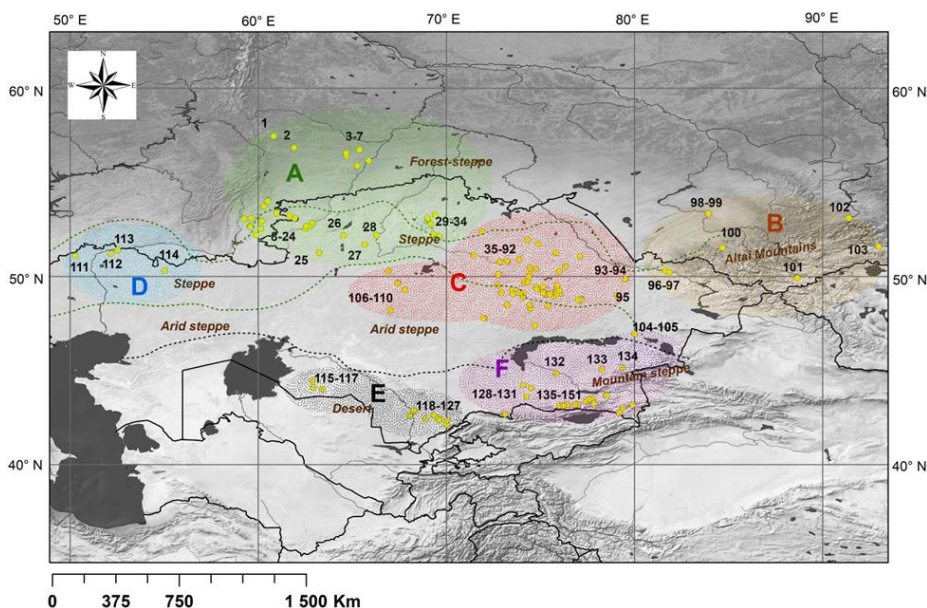 50° E 60° E 70° E 80° E 90° E
N
W E
S
60° N 60° N
1
2
3-7
A
Forest-steppe
98-99
102
B
26
28
29-34
8-24
Steppe
35-92
100
Altai Mountains
103
113
112
114
111
25
27
93-94
101
50° N 50° N
D
Steppe
C
95
96-97
106-110
Arid steppe
Arid steppe
104-105
F
132
133
134
Mountain steppe
115-117
E
128-131
135-151
Desert
118-127
40° N 40° N
0 375 750 1 500 Km